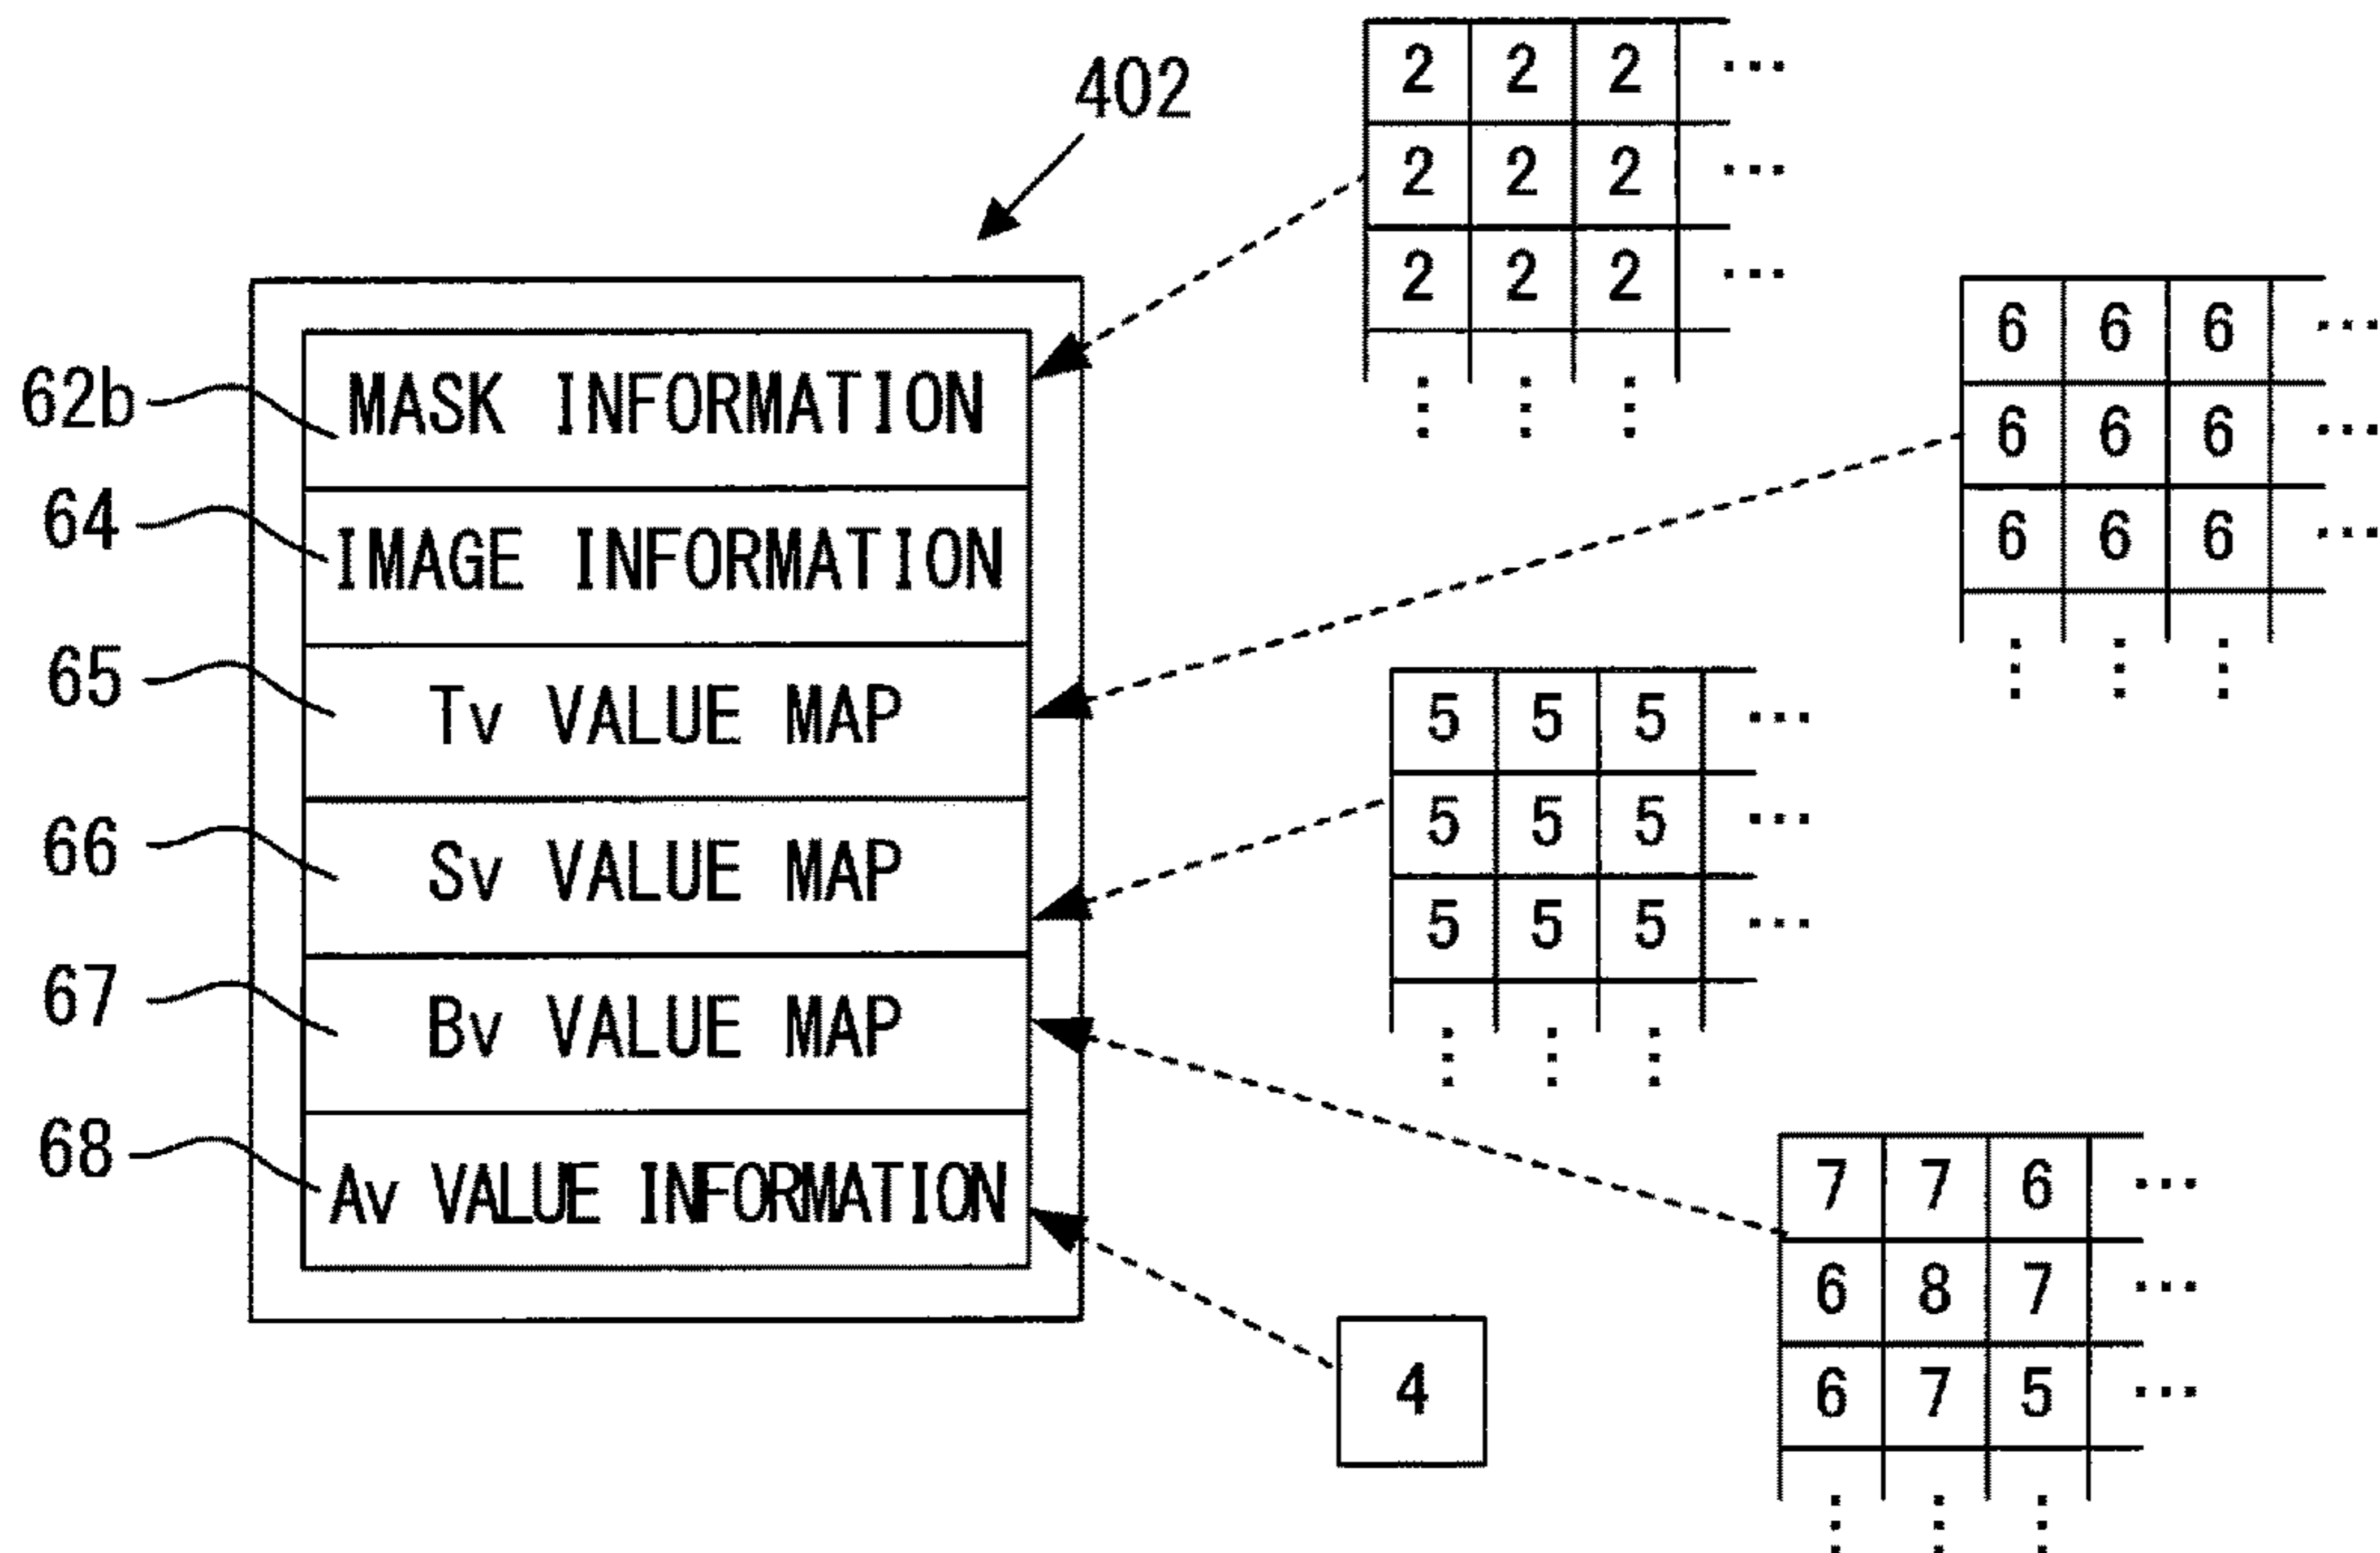 402
62b MASK INFORMATION
64 IMAGE INFORMATION
65 Tv VALUE MAP
66 Sv VALUE MAP
67 Bv VALUE MAP
68 Av VALUE INFORMATION
2 2 2 ...
2 2 2 ...
2 2 2 ...
6 6 6 ...
6 6 6 ...
6 6 6 ...
5 5 5 ...
5 5 5 ...
5 5 5 ...
7 7 6 ...
6 8 7 ...
6 7 5 ...
4